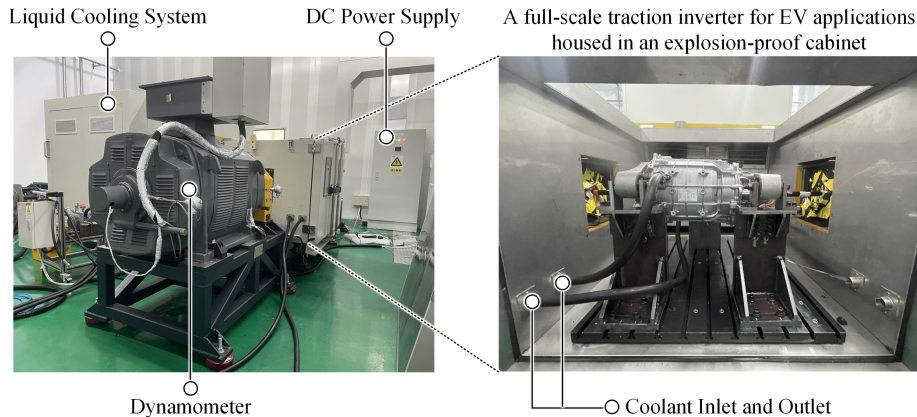 Liquid Cooling System
DC Power Supply
A full-scale traction inverter for EV applications
housed in an explosion-proof cabinet
Dynamometer
Coolant Inlet and Outlet